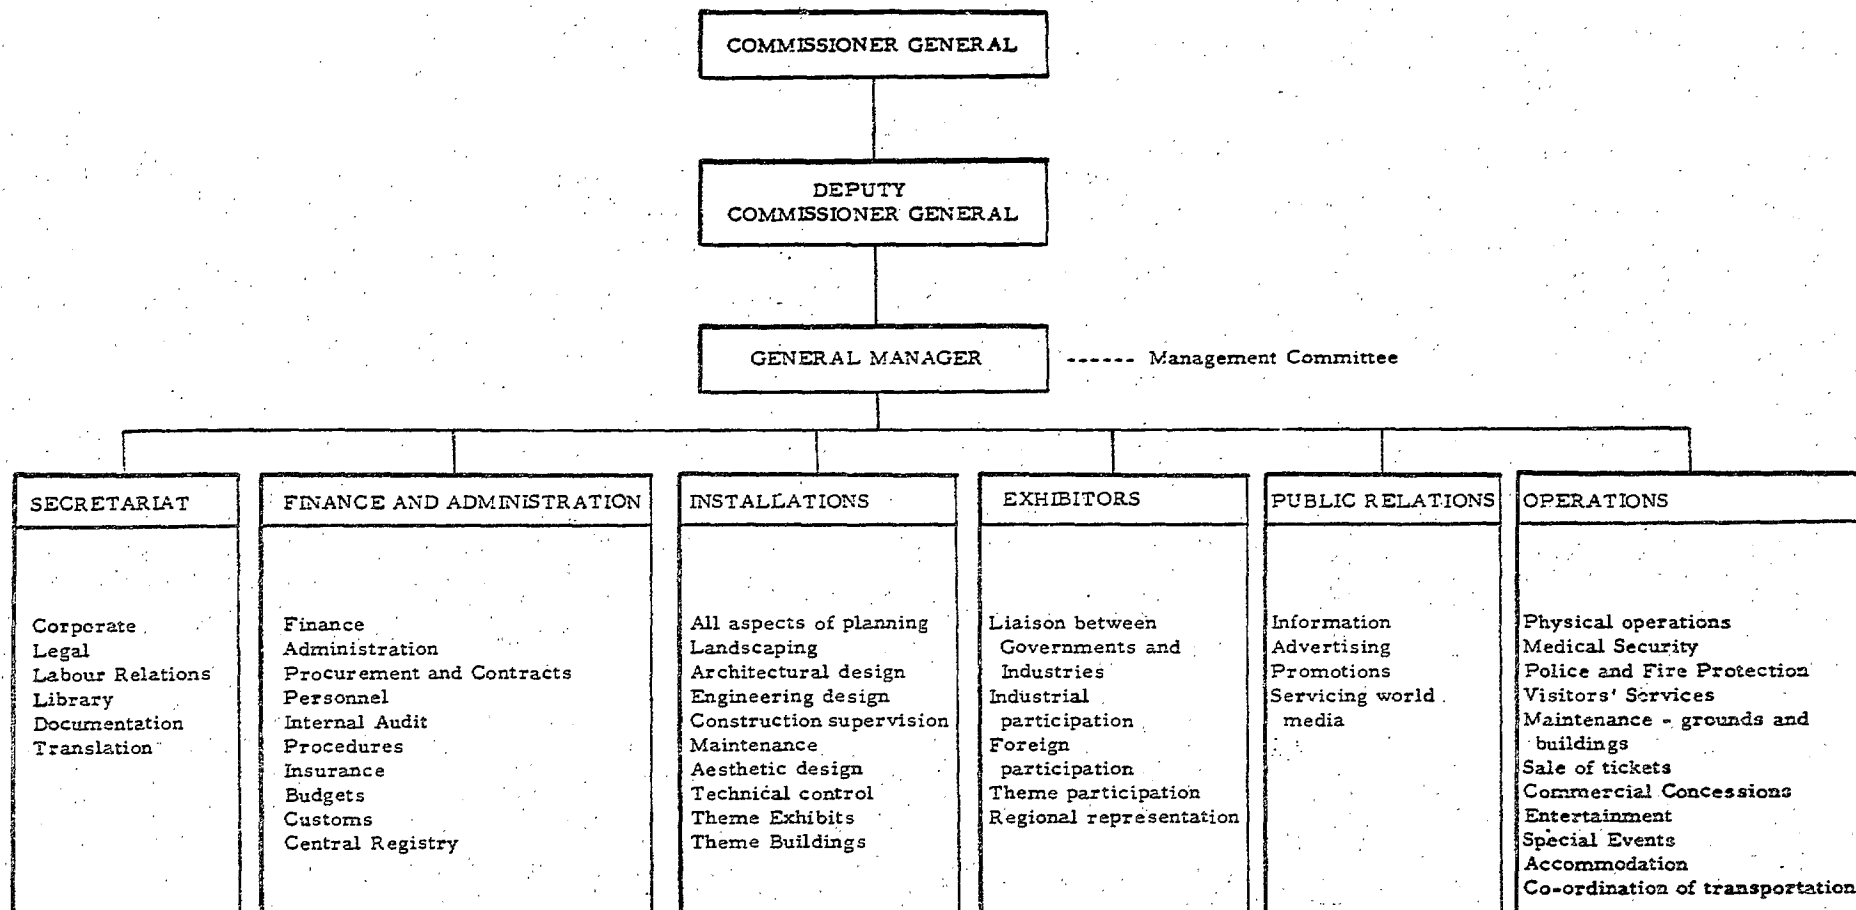 COMMISSIONER GENERAL
DEPUTY
COMMISSIONER GENERAL
GENERAL MANAGER
------ Management Committee
SECRETARIAT
Corporate
Legal
Labour Relations
Library
Documentation
Translation
FINANCE AND ADMINISTRATION
Finance
Administration
Procurement and Contracts
Personnel
Internal Audit
Procedures
Insurance
Budgets
Customs
Central Registry
INSTALLATIONS
All aspects of planning
Landscaping
Architectural design
Engineering design
Construction supervision
Maintenance
Aesthetic design
Technical control
Theme Exhibits
Theme Buildings
EXHIBITORS
Liaison between
Governments and
Industries
Industrial
participation
Foreign
participation
Theme participation
Regional representation
PUBLIC RELATIONS
Information
Advertising
Promotions
Servicing world
media
OPERATIONS
Physical operations
Medical Security
Police and Fire Protection
Visitors' Services
Maintenance - grounds and
buildings
Sale of tickets
Commercial Concessions
Entertainment
Special Events
Accommodation
Co-ordination of transportation